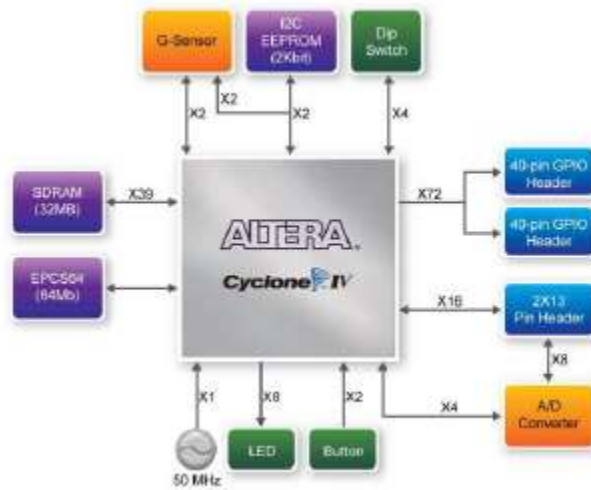 G-Sensor
I2C
EEPROM
(2Kbit)
Dip
Switch
X2
X2
X2
X4
SDRAM
(32MB)
X39
X72
40-pin GPIO
Header
40-pin GPIO
Header
ALTERA
Cyclone IV
EPCS64
(64Mb)
X16
2X13
Pin Header
X8
X1
X8
X2
X4
A/D
Converter
50 MHz
LED
Button